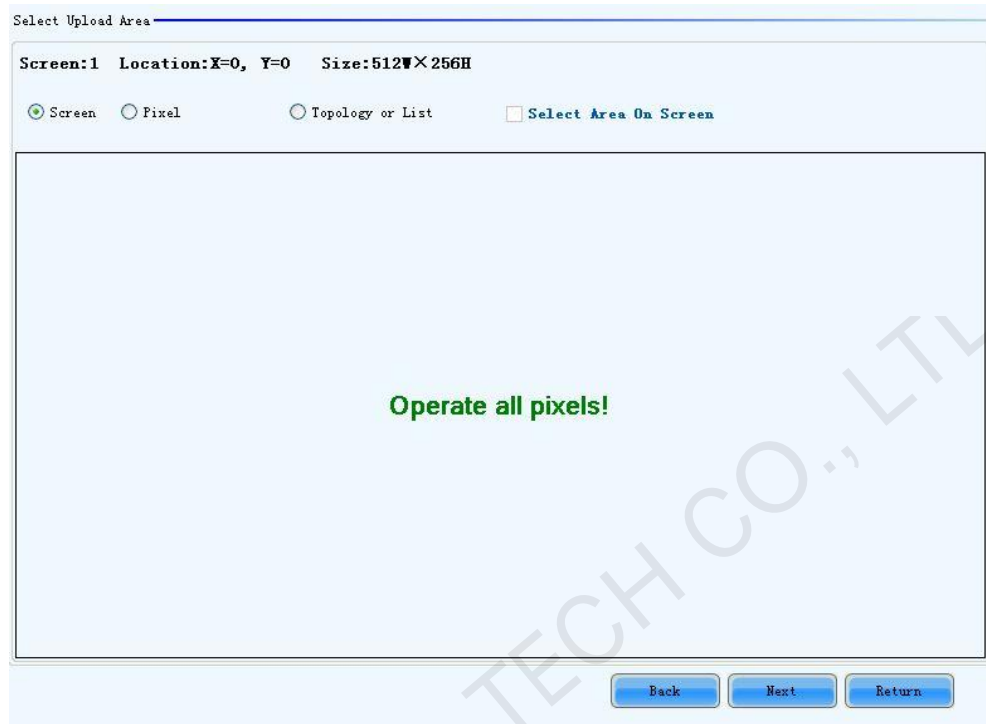 Select Upload Area
Screen:1 Location:X=0, Y=0 Size:512W×256H
Screen Pixel Topology or List Select Area On Screen
Operate all pixels!
TECH CO., LTD
Back Next Return